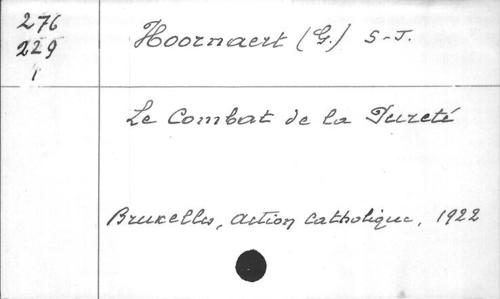 276
229
1
Hoornaert (G.) S-J.
Le Combat de la Pureté
Bruxelles, Action Catholique, 1922